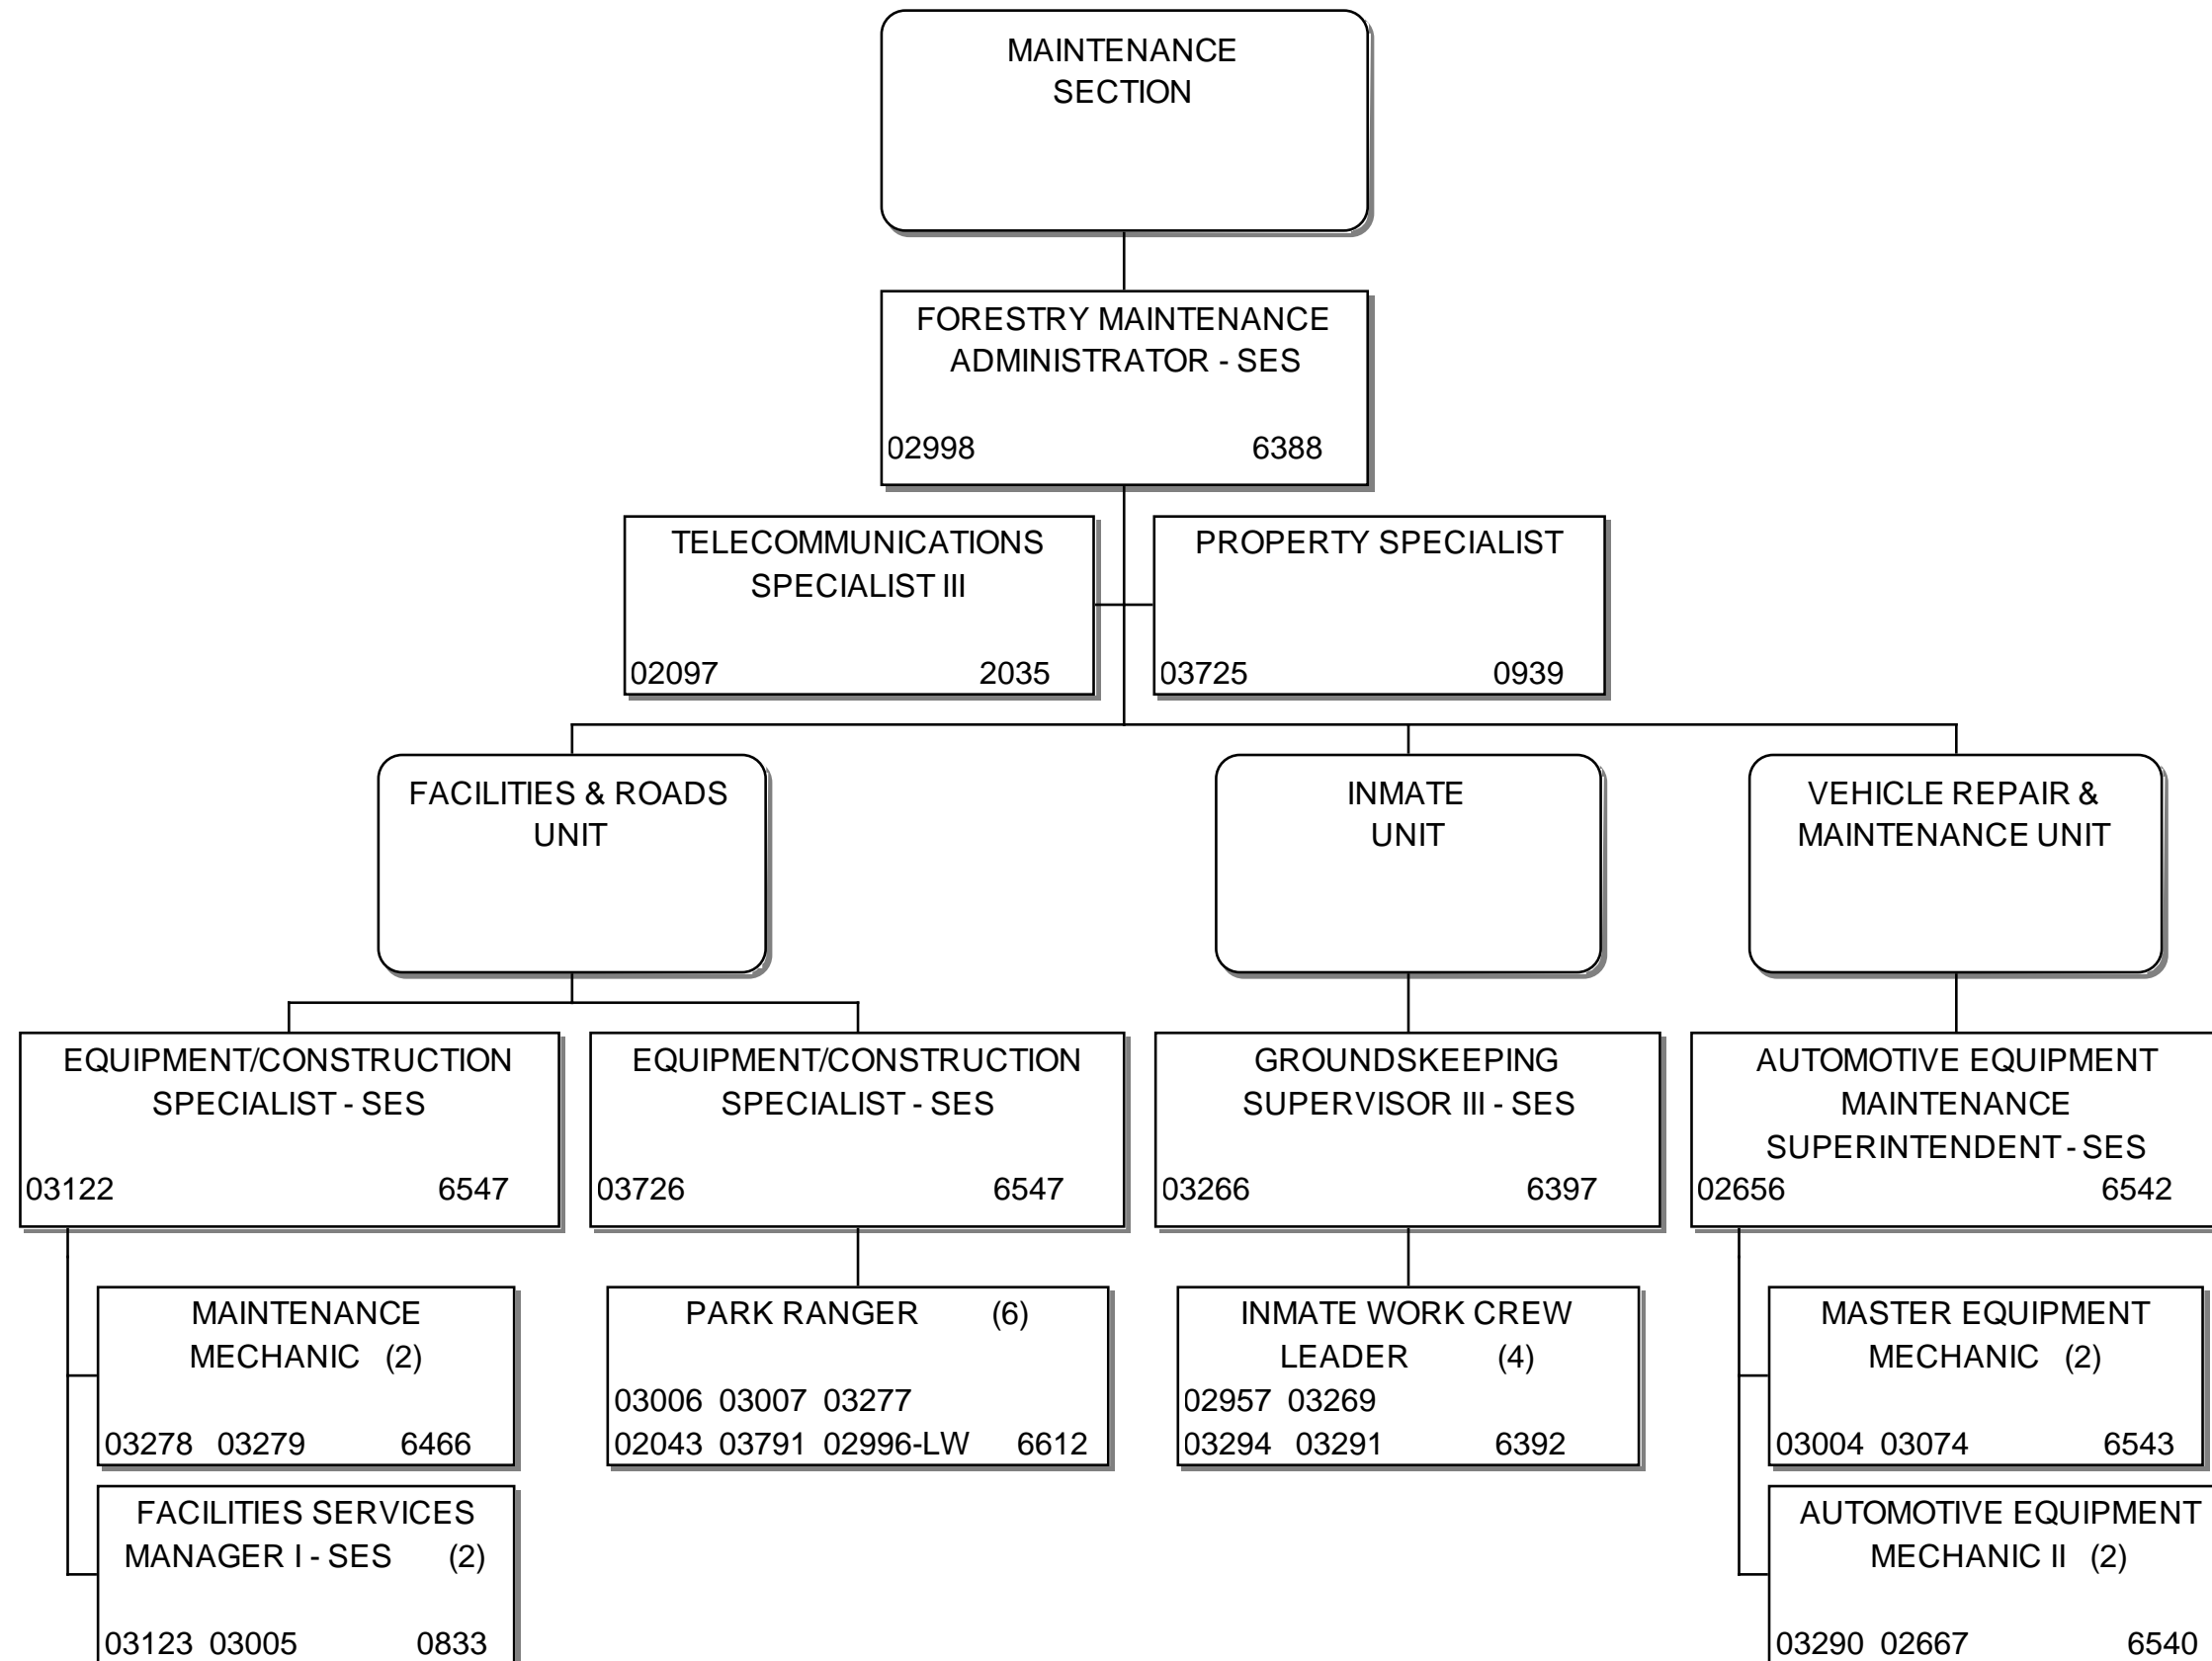 MAINTENANCE
SECTION
FORESTRY MAINTENANCE
ADMINISTRATOR - SES
02998 6388
TELECOMMUNICATIONS
SPECIALIST III
02097 2035
PROPERTY SPECIALIST
03725 0939
FACILITIES & ROADS
UNIT
INMATE
UNIT
VEHICLE REPAIR &
MAINTENANCE UNIT
EQUIPMENT/CONSTRUCTION
SPECIALIST - SES
03122 6547
EQUIPMENT/CONSTRUCTION
SPECIALIST - SES
03726 6547
GROUNDSKEEPING
SUPERVISOR III - SES
03266 6397
AUTOMOTIVE EQUIPMENT
MAINTENANCE
SUPERINTENDENT - SES
02656 6542
MAINTENANCE
MECHANIC (2)
03278 03279 6466
PARK RANGER (6)
03006 03007 03277
02043 03791 02996-LW 6612
INMATE WORK CREW
LEADER (4)
02957 03269
03294 03291 6392
MASTER EQUIPMENT
MECHANIC (2)
03004 03074 6543
FACILITIES SERVICES
MANAGER I - SES (2)
03123 03005 0833
AUTOMOTIVE EQUIPMENT
MECHANIC II (2)
03290 02667 6540